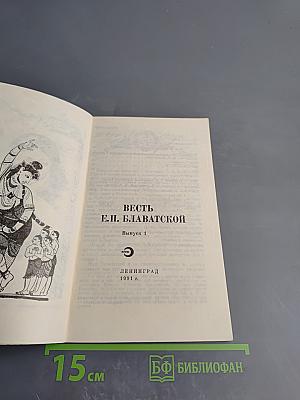 ВЕСТЬ
Е.П. БЛАВАТСКОЙ
Выпуск 1
ЛЕНИНГРАД
1991 г.
15 см
БФ БИБЛИОФАН